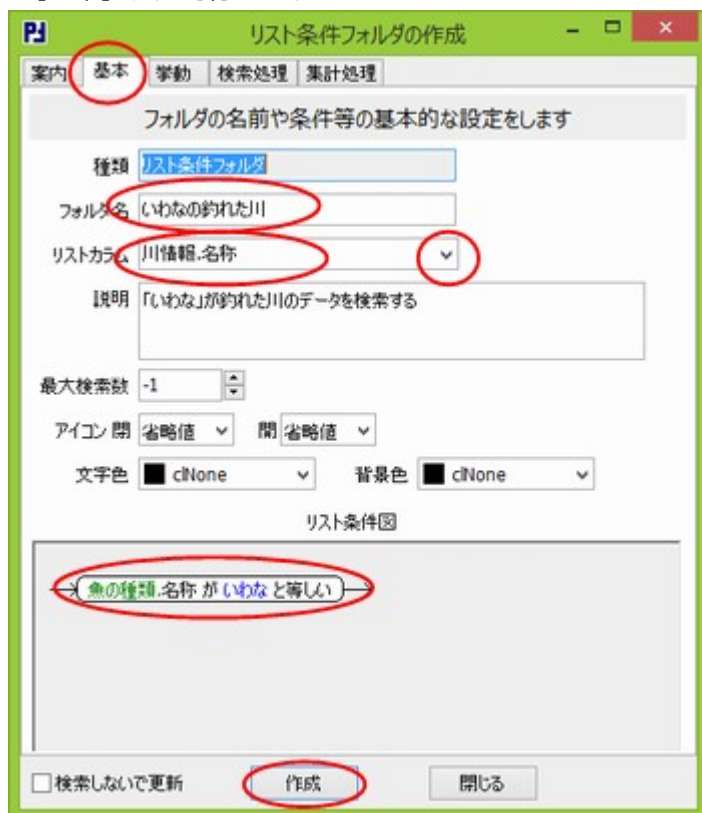 リスト条件フォルダの作成
案内 基本 挙動 検索処理 集計処理
フォルダの名前や条件等の基本的な設定をします
種類 リスト条件フォルダ
フォルダ名 いわなの釣れた川
リストカラム 川情報.名称
説明 「いわな」が釣れた川のデータを検索する
最大検索数 -1
アイコン 閉 省略値 開 省略値
文字色 clNone 背景色 clNone
リスト条件図
魚の種類.名称 が いわな と等しい
検索しないで更新 作成 閉じる